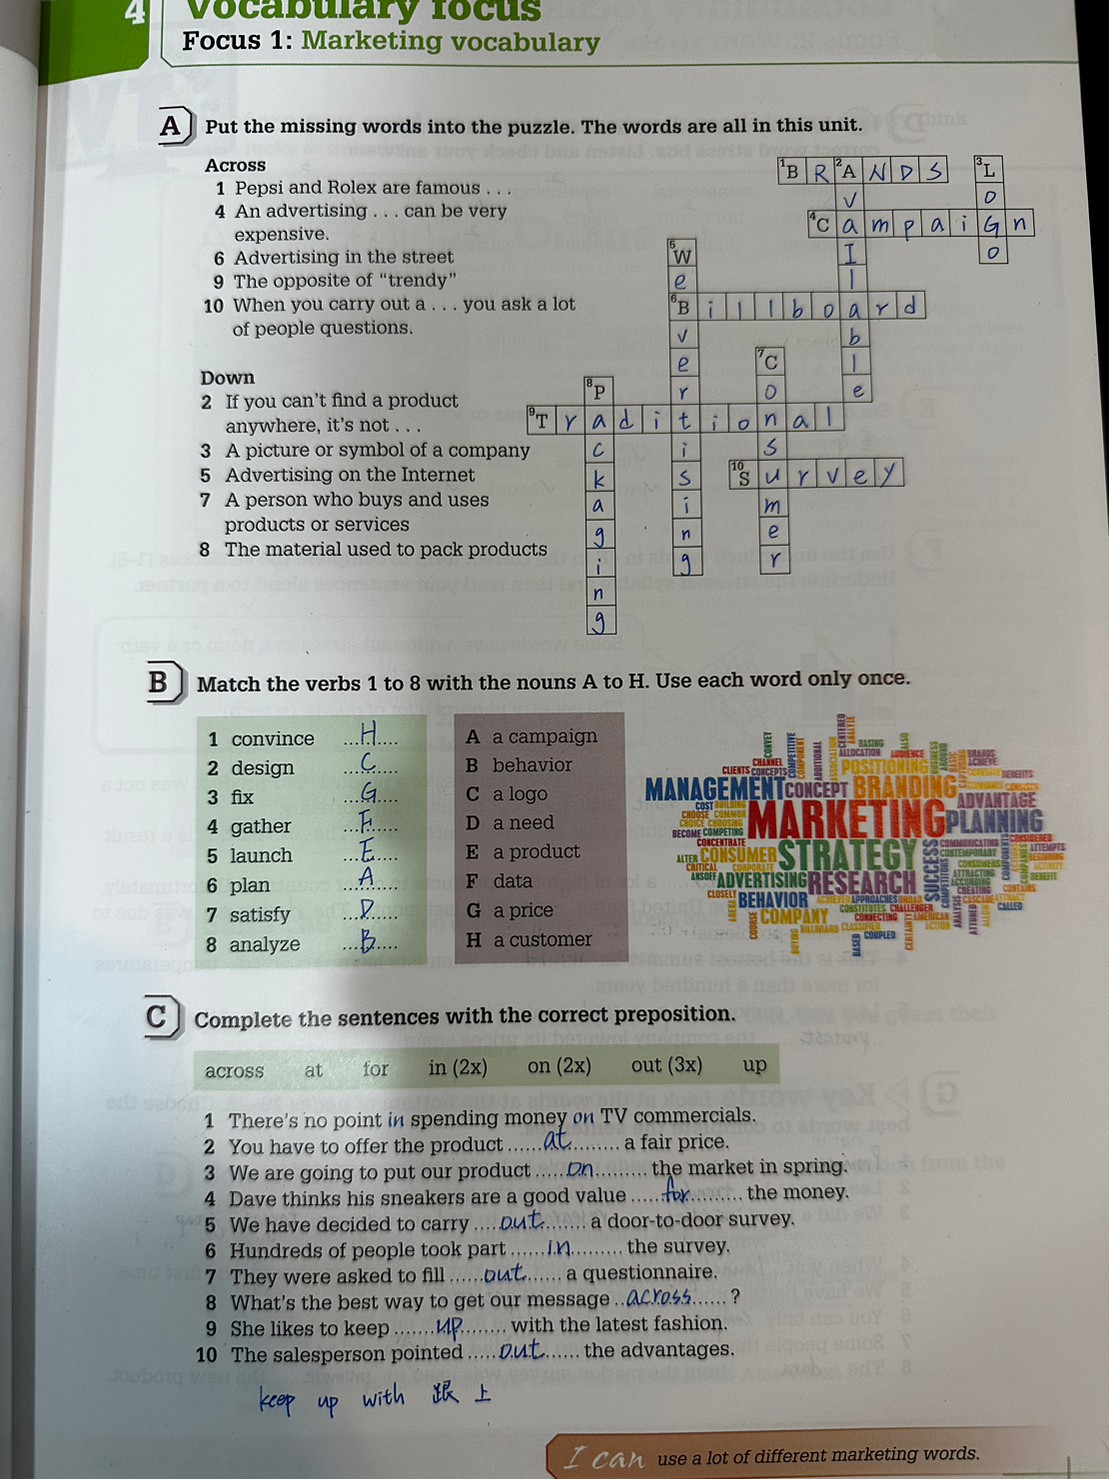 4 Vocabulary focus
Focus 1: Marketing vocabulary
A Put the missing words into the puzzle. The words are all in this unit.
Across
1 Pepsi and Rolex are famous . . .
4 An advertising . . . can be very
expensive.
6 Advertising in the street
9 The opposite of “trendy”
10 When you carry out a . . . you ask a lot
of people questions.
Down
2 If you can't find a product
anywhere, it's not . . .
3 A picture or symbol of a company
5 Advertising on the Internet
7 A person who buys and uses
products or services
8 The material used to pack products
1 BRANDS
2 AvaIlable
3 LoGo
4 CampaiGn
5 WeBvertising
6 Billboard
7 Consumer
8 Packaging
9 Traditional
10 Survey
B Match the verbs 1 to 8 with the nouns A to H. Use each word only once.
1 convince ...H.....
2 design ...C.....
3 fix ...G.....
4 gather ...F.....
5 launch ...E.....
6 plan ...A.....
7 satisfy ...D.....
8 analyze ...B.....
A a campaign
B behavior
C a logo
D a need
E a product
F data
G a price
H a customer
MANAGEMENT CONCEPT BRANDING
POSITIONING
MARKETING PLANNING
ADVANTAGE
CONSUMER STRATEGY
ADVERTISING RESEARCH
SUCCESS
BEHAVIOR
COMPANY
C Complete the sentences with the correct preposition.
across at for in (2x) on (2x) out (3x) up
1 There's no point in spending money on TV commercials.
2 You have to offer the product ......at.......... a fair price.
3 We are going to put our product .....on.......... the market in spring.
4 Dave thinks his sneakers are a good value .....for.......... the money.
5 We have decided to carry ....out........ a door-to-door survey.
6 Hundreds of people took part ......in.......... the survey.
7 They were asked to fill ......out....... a questionnaire.
8 What's the best way to get our message ..across...... ?
9 She likes to keep .......up........ with the latest fashion.
10 The salesperson pointed .....out...... the advantages.
keep up with 跟上
I can use a lot of different marketing words.